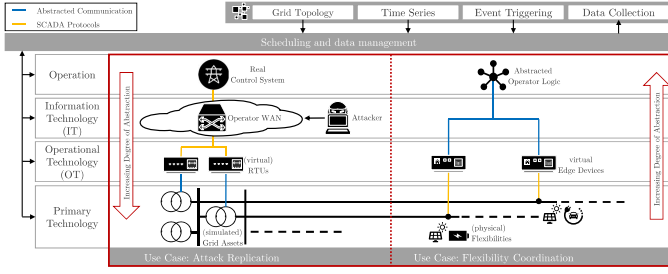 Abstracted Communication
SCADA Protocols
Grid Topology
Time Series
Event Triggering
Data Collection
Scheduling and data management
Operation
Information
Technology
(IT)
Operational
Technology
(OT)
Primary
Technology
Increasing Degree of Abstraction
Real
Control System
Operator WAN
Attacker
(virtual)
RTUs
(simulated)
Grid Assets
Use Case: Attack Replication
Abstracted
Operator Logic
virtual
Edge Devices
(physical)
Flexibilities
Use Case: Flexibility Coordination
Increasing Degree of Abstraction